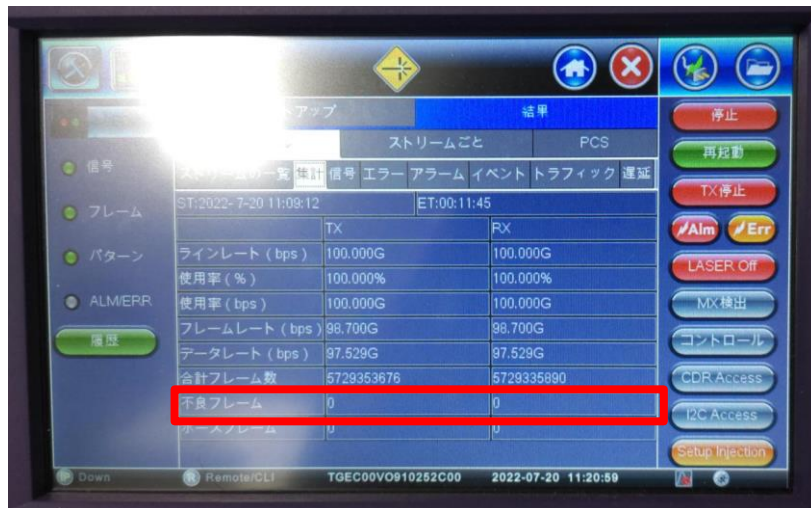 アップ 結果
ストリームごと PCS
の一覧 集計 信号 エラー アラーム イベント トラフィック 遅延
ST:2022- 7-20 11:09:12 ET:00:11:45
TX RX
ラインレート (bps) 100.000G 100.000G
使用率 (%) 100.000% 100.000%
使用率 (bps) 100.000G 100.000G
フレームレート (bps) 98.700G 98.700G
データレート (bps) 97.529G 97.529G
合計フレーム数 5729353676 5729335890
不良フレーム 0 0
ポーズフレーム 0 0
信号
フレーム
パターン
ALM/ERR
履歴
停止
再起動
TX停止
Alm Err
LASER Off
MX検出
コントロール
CDR Access
I2C Access
Setup Injection
IP Down R Remote/CLI TGEC00VO910252C00 2022-07-20 11:20:59